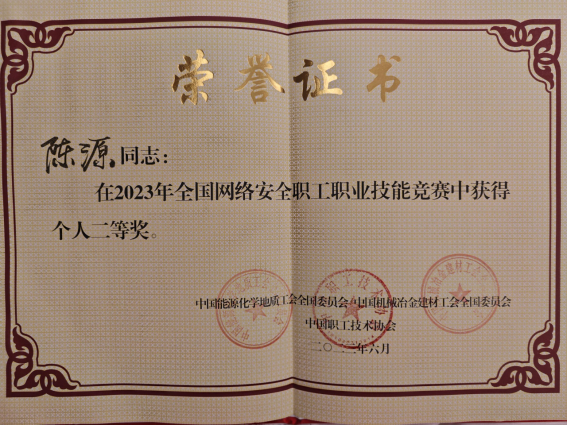 荣誉证书
陈源同志：
在2023年全国网络安全职工职业技能竞赛中获得
个人二等奖。
中国能源化学地质工会全国委员会 中国机械冶金建材工会全国委员会
中国职工技术协会
二〇二三年六月